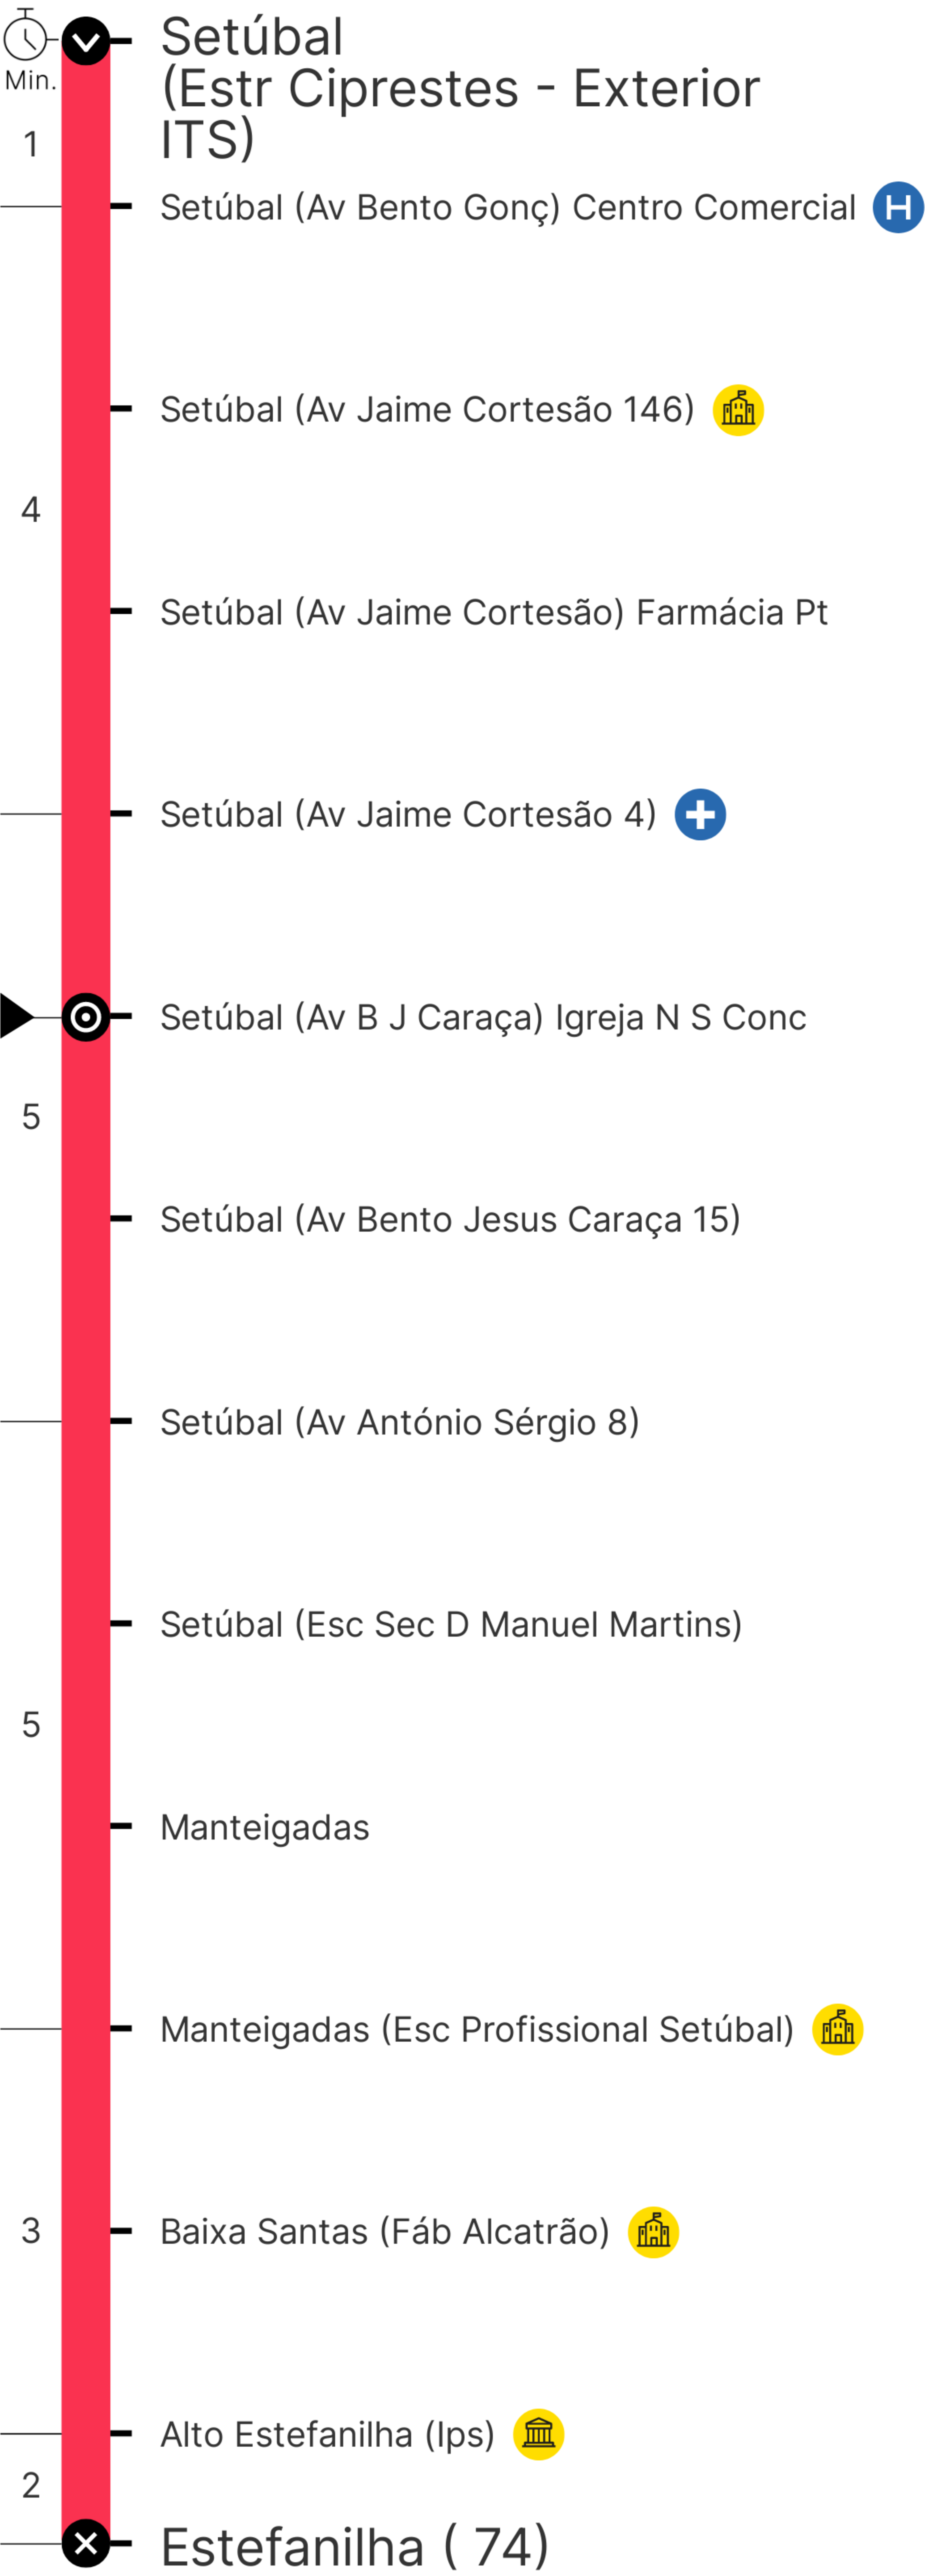 Setúbal
(Estr Ciprestes - Exterior
ITS)
Min.
1
Setúbal (Av Bento Gonç) Centro Comercial H
Setúbal (Av Jaime Cortesão 146)
4
Setúbal (Av Jaime Cortesão) Farmácia Pt
Setúbal (Av Jaime Cortesão 4)
Setúbal (Av B J Caraça) Igreja N S Conc
5
Setúbal (Av Bento Jesus Caraça 15)
Setúbal (Av António Sérgio 8)
Setúbal (Esc Sec D Manuel Martins)
5
Manteigadas
Manteigadas (Esc Profissional Setúbal)
3 Baixa Santas (Fáb Alcatrão)
Alto Estefanilha (Ips)
2
Estefanilha ( 74)